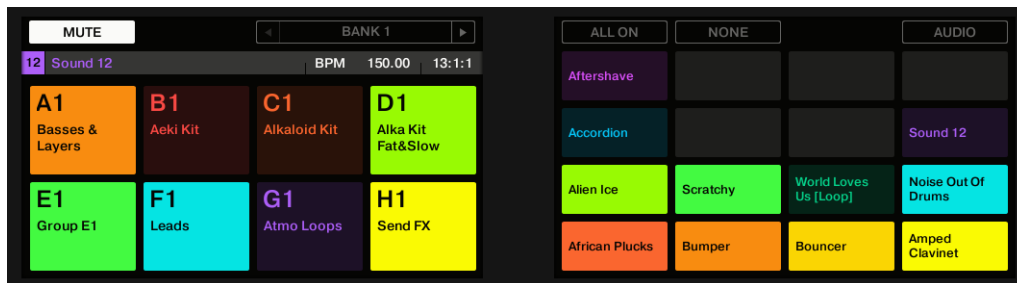 MUTE
BANK 1
12 Sound 12
BPM 150.00 13:1:1
A1
Basses &
Layers
B1
Aeki Kit
C1
Alkaloid Kit
D1
Alka Kit
Fat&Slow
E1
Group E1
F1
Leads
G1
Atmo Loops
H1
Send FX
ALL ON
NONE
AUDIO
Aftershave
Accordion
Sound 12
Alien Ice
Scratchy
World Loves
Us [Loop]
Noise Out Of
Drums
African Plucks
Bumper
Bouncer
Amped
Clavinet